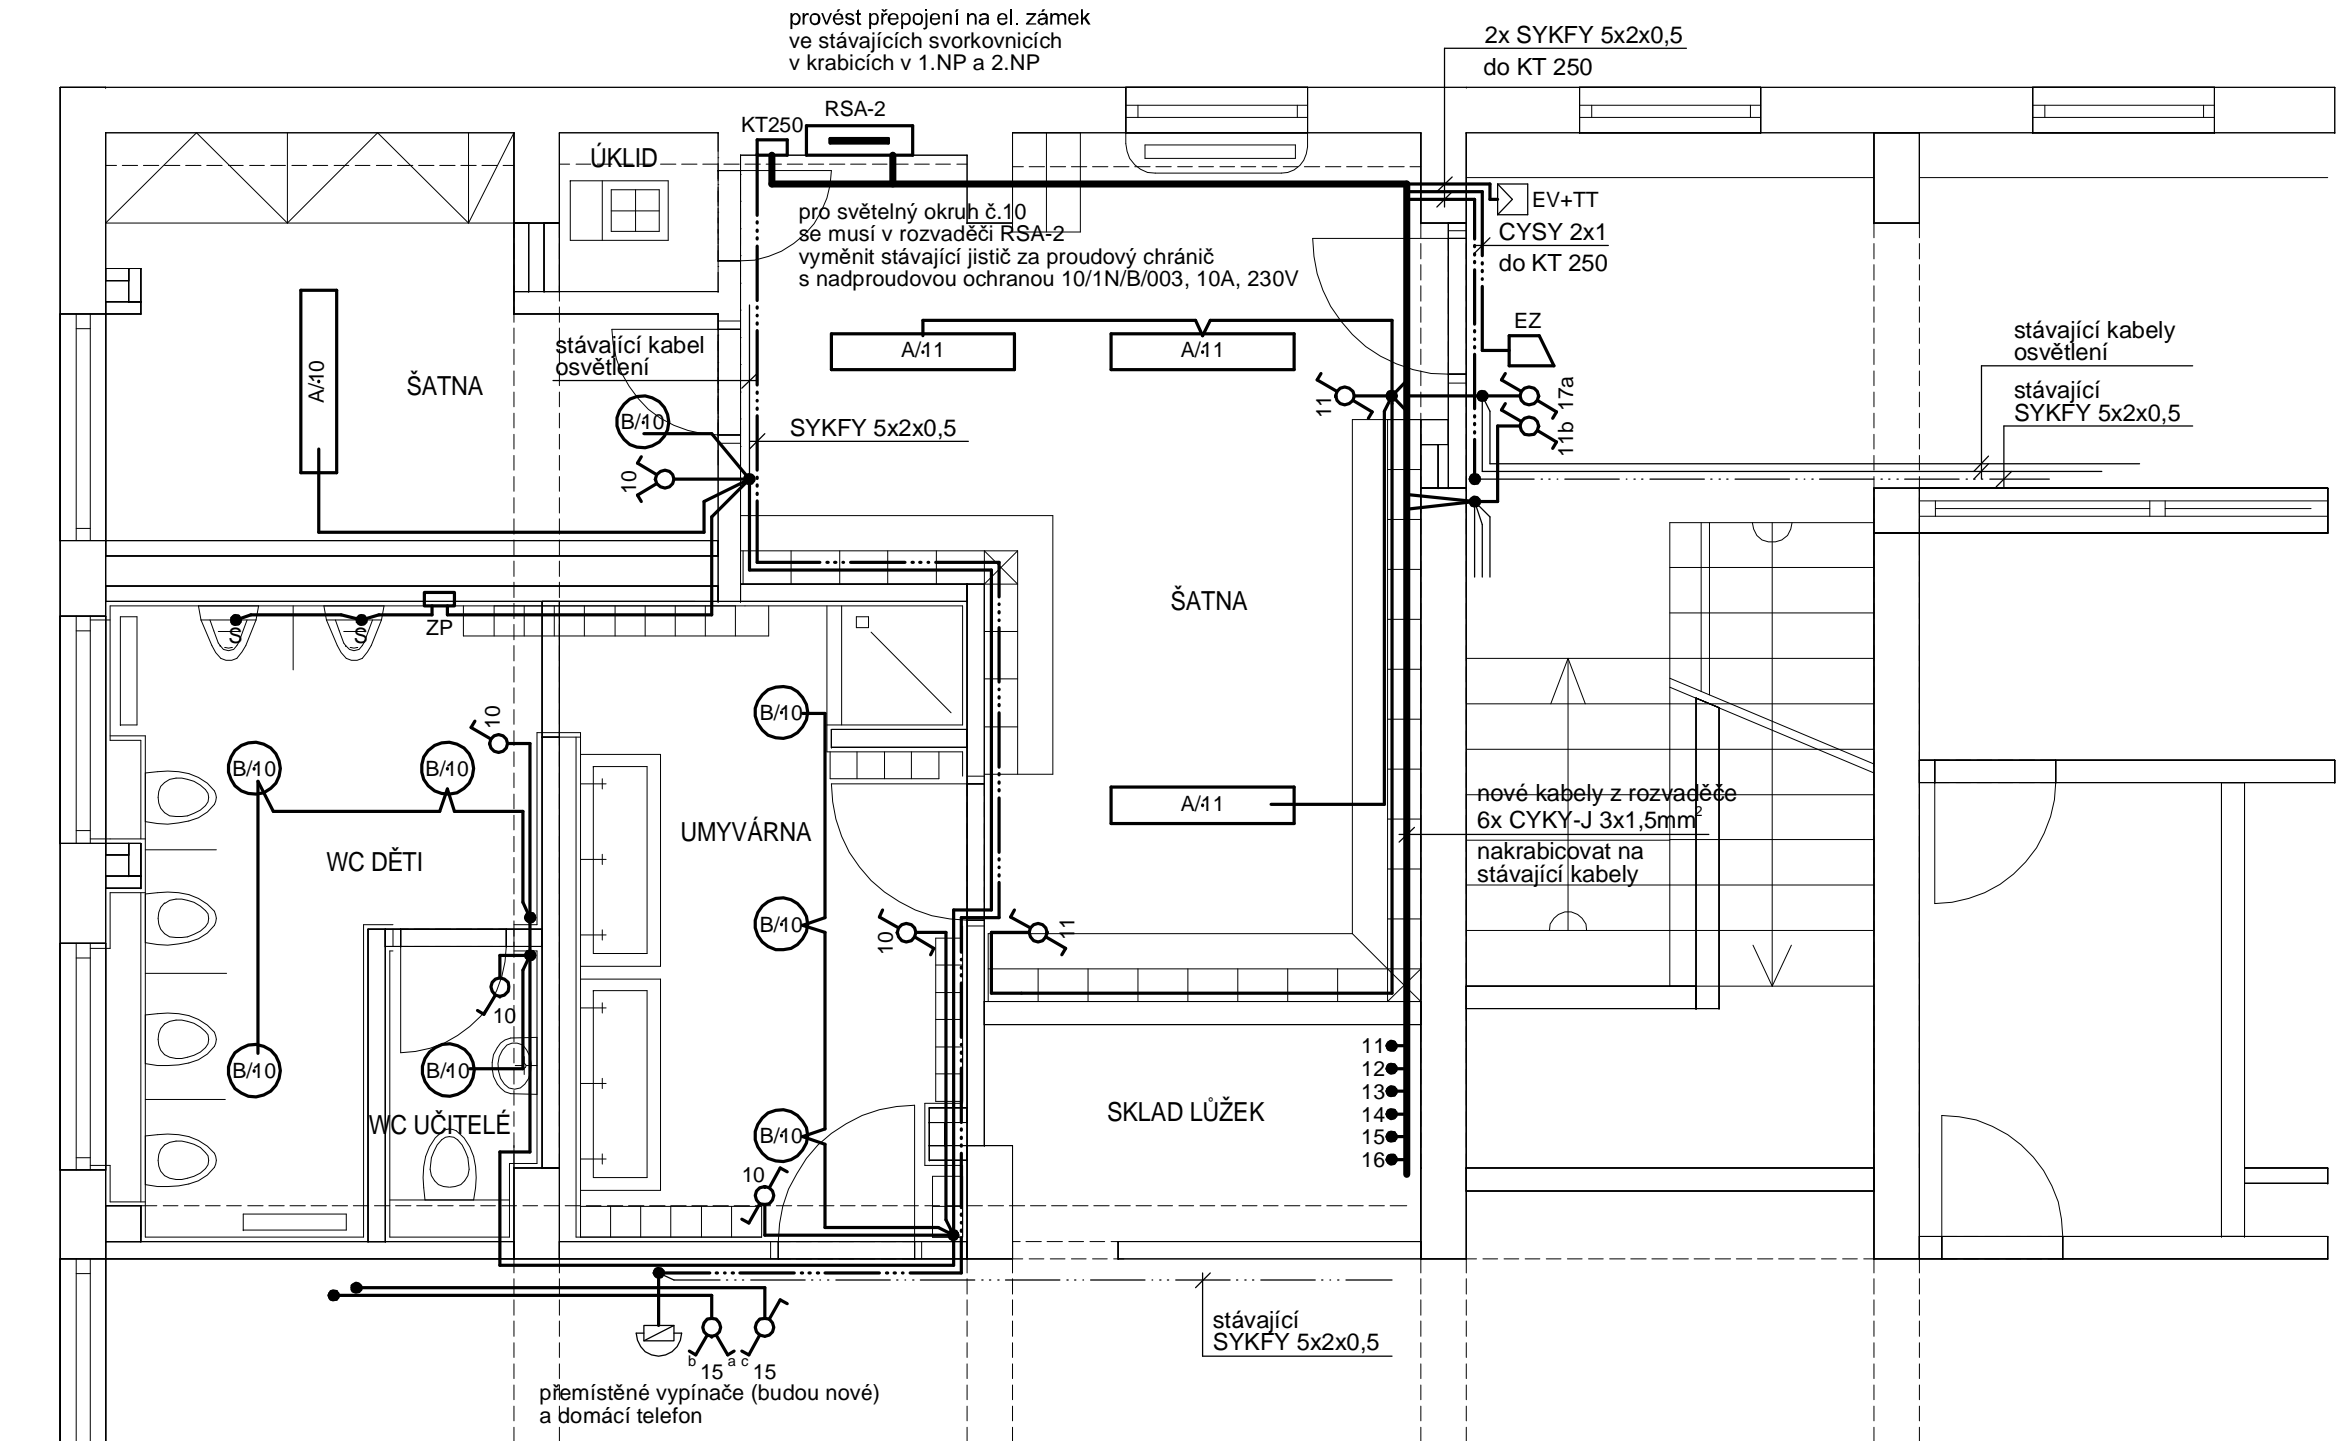 provést přepojení na el. zámek
ve stávajících svorkovnicích
v krabicích v 1.NP a 2.NP
2x SYKFY 5x2x0,5
do KT 250
RSA-2
KT250
ÚKLID
EV+TT
pro světelný okruh č.10
se musí v rozvaděči RSA-2
vyměnit stávající jistič za proudový chránič
s nadproudovou ochranou 10/1N/B/003, 10A, 230V
CYSY 2x1
do KT 250
EZ
stávající kabely
osvětlení
stávající
SYKFY 5x2x0,5
stávající kabel
osvětlení
A/11
A/11
A/10
ŠATNA
11
17a
B/10
SYKFY 5x2x0,5
11b
10
ŠATNA
S
S
ZP
10
B/10
B/10
B/10
A/11
nové kabely z rozvaděče
6x CYKY-J 3x1,5mm²
nakrabicovat na
stávající kabely
UMYVÁRNA
WC DĚTI
B/10
10
11
10
B/10
B/10
11
12
13
14
15
16
SKLAD LŮŽEK
WC UČITELÉ
B/10
10
stávající
SYKFY 5x2x0,5
b
a
c
15
15
přemístěné vypínače (budou nové)
a domácí telefon